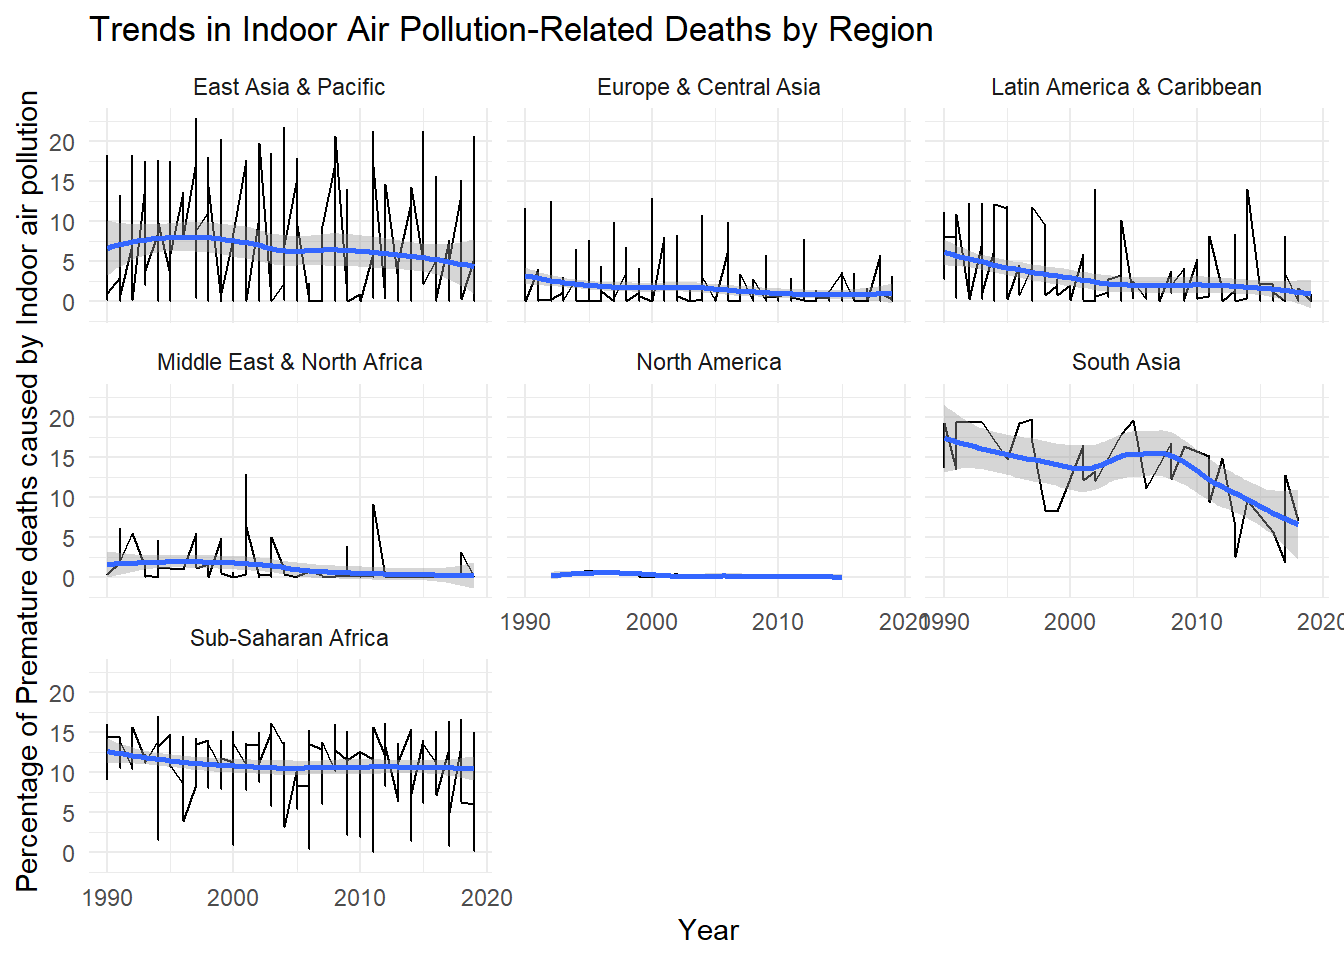 Trends in Indoor Air Pollution-Related Deaths by Region
Percentage of Premature deaths caused by Indoor air pollution
East Asia & Pacific
Europe & Central Asia
Latin America & Caribbean
20
15
10
5
0
Middle East & North Africa
North America
South Asia
20
15
10
5
0
1990 2000 2010 2020
1990 2000 2010 2020
Sub-Saharan Africa
20
15
10
5
0
1990 2000 2010 2020
Year